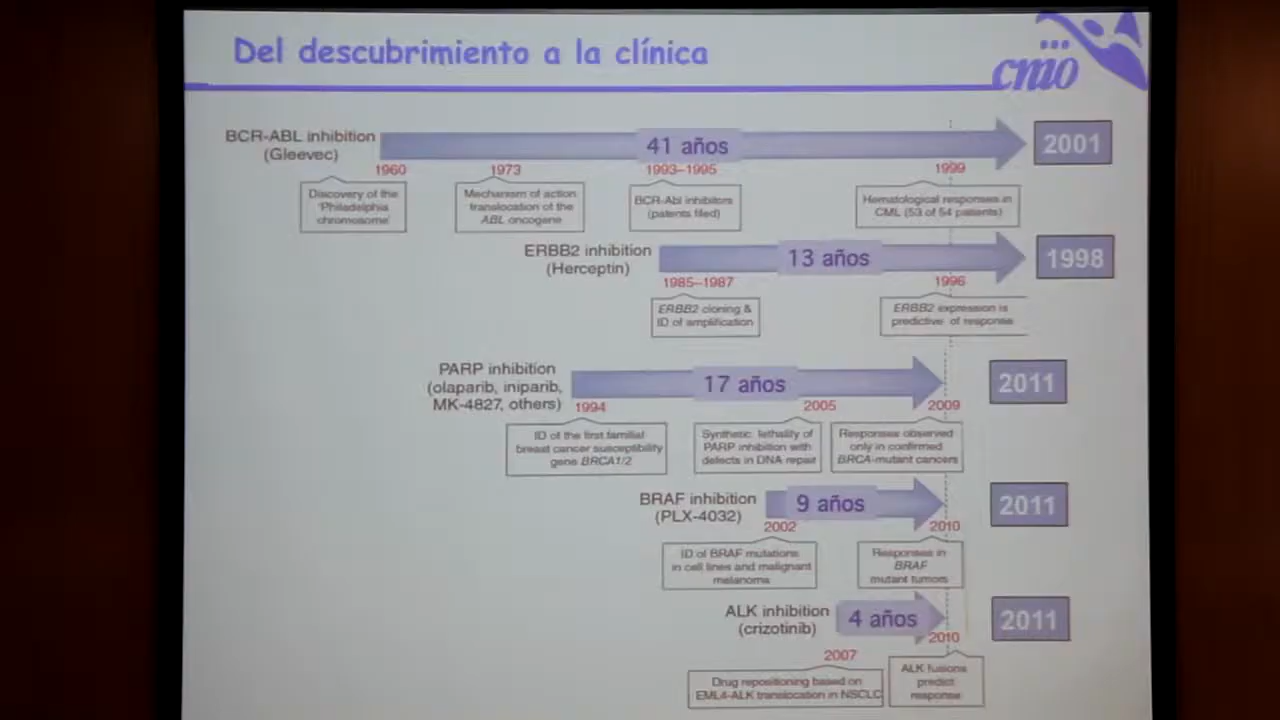 Del descubrimiento a la clínica
cnio
BCR-ABL inhibition
(Gleevec)
41 años
2001
1960
1973
1993–1995
1999
Discovery of the
'Philadelphia
chromosome'
Mechanism of action
translocation of the
ABL oncogene
BCR-Abl inhibitors
(patents filed)
Hematological responses in
CML (53 of 54 patients)
ERBB2 inhibition
(Herceptin)
13 años
1998
1985–1987
1996
ERBB2 cloning &
ID of amplification
ERBB2 expression is
predictive of response
PARP inhibition
(olaparib, iniparib,
MK-4827, others)
17 años
2011
1994
2005
2009
ID of the first familial
breast cancer susceptibility
gene BRCA1/2
Synthetic lethality of
PARP inhibition with
defects in DNA repair
Responses observed
only in confirmed
BRCA-mutant cancers
BRAF inhibition
(PLX-4032)
9 años
2011
2002
2010
ID of BRAF mutations
in cell lines and malignant
melanoma
Responses in
BRAF
mutant tumors
ALK inhibition
(crizotinib)
4 años
2011
2010
2007
Drug repositioning based on
EML4-ALK translocation in NSCLC
ALK fusions
predict
response